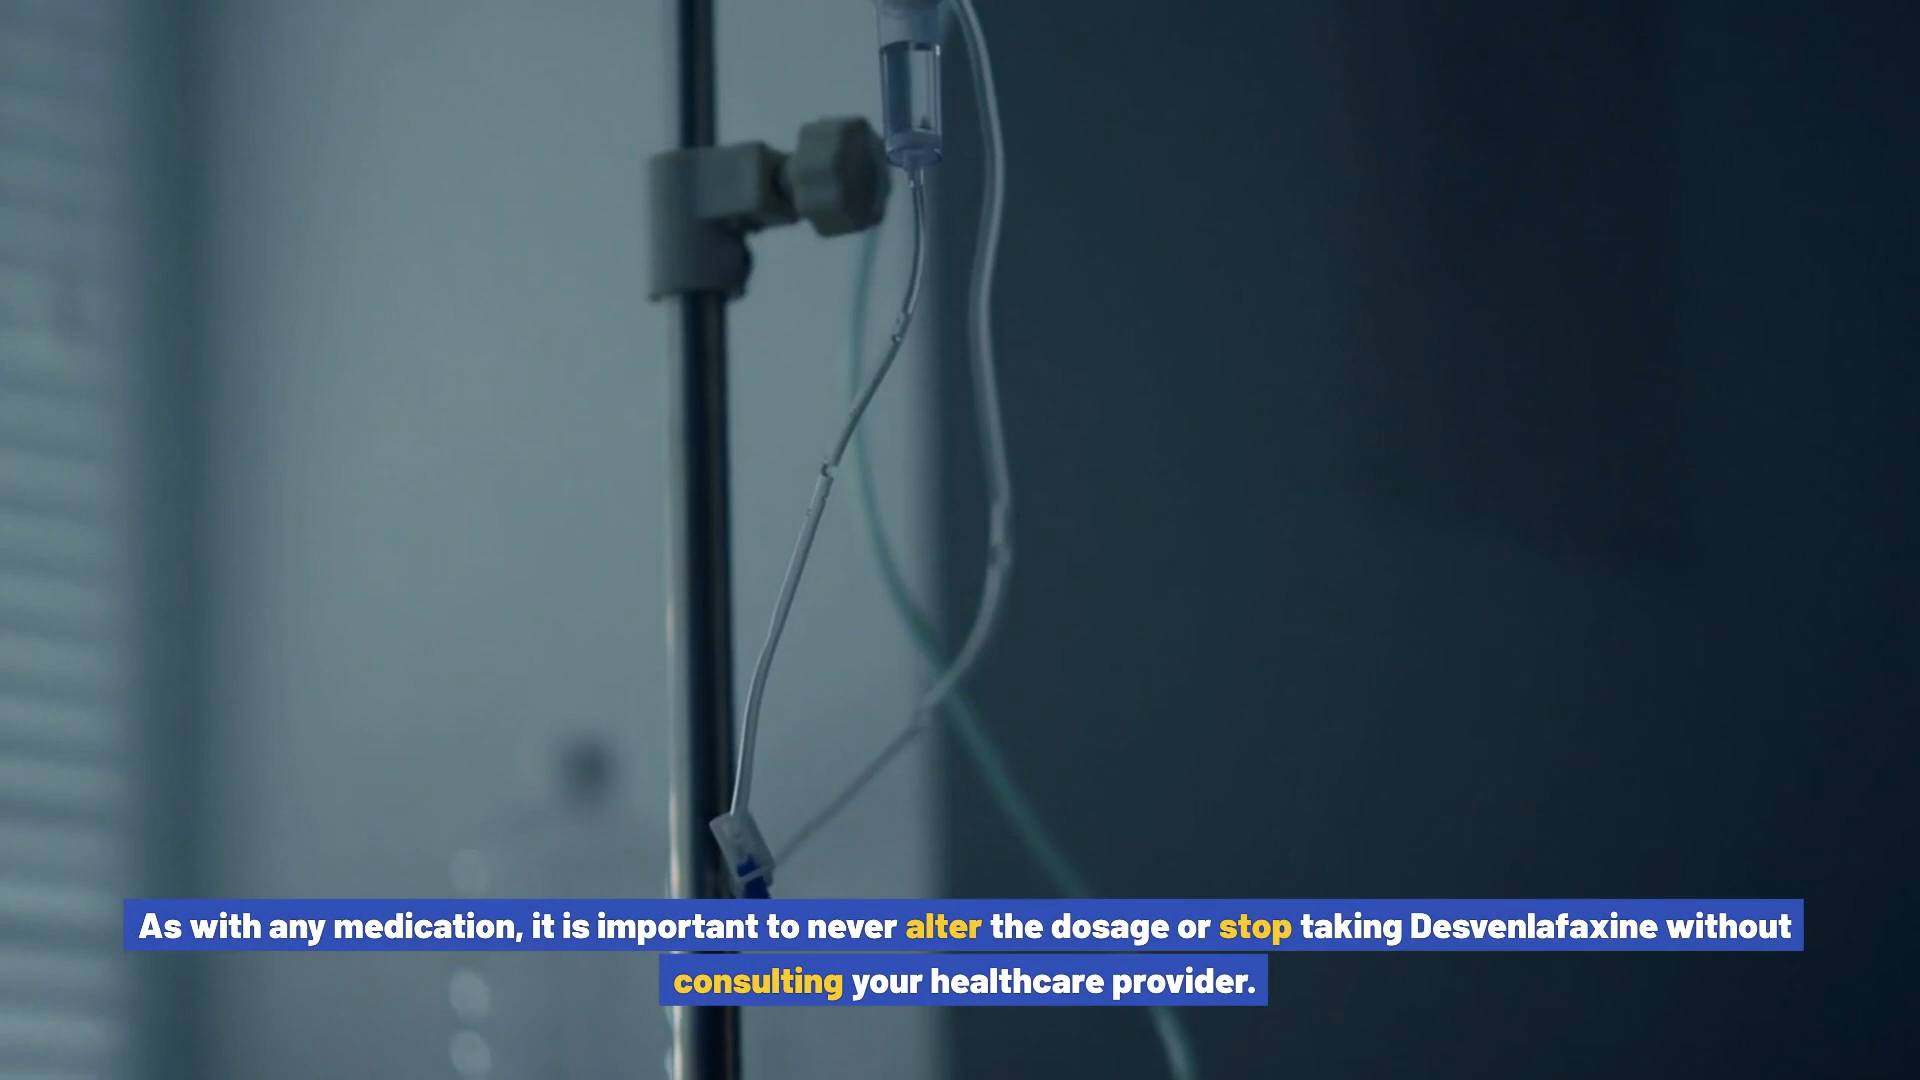 As with any medication, it is important to never alter the dosage or stop taking Desvenlafaxine without
consulting your healthcare provider.